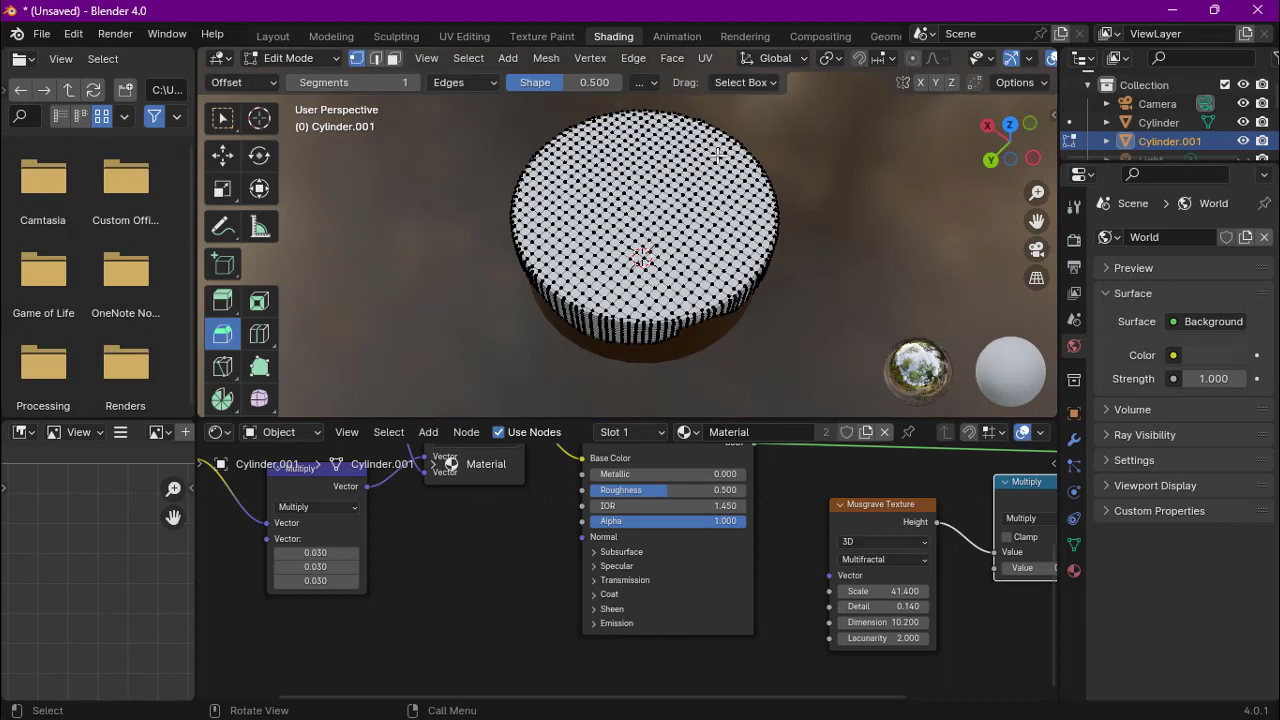 * (Unsaved) - Blender 4.0
File Edit Render Window Help
Layout Modeling Sculpting UV Editing Texture Paint Shading Animation Rendering Compositing Geom
Scene
ViewLayer
View Select
Edit Mode
View Select Add Mesh Vertex Edge Face UV
Global
C:\U...
Offset Segments 1 Edges Shape 0.500 ... Drag: Select Box
X Y Z Options
Collection
Camera
Cylinder
Cylinder.001
User Perspective
(0) Cylinder.001
X Z Y
Camtasia Custom Offi...
Game of Life OneNote No...
Processing Renders
Scene World
World
Preview
Surface
Surface Background
Color
Strength 1.000
Volume
Ray Visibility
Settings
Viewport Display
Custom Properties
View
Object View Select Add Node Use Nodes Slot 1 Material 2
Cylinder.001 Cylinder.001 Material
Multiply
Vector
Multiply
Vector
Vector:
0.030
0.030
0.030
Vector
Vector
Base Color
Metallic 0.000
Roughness 0.500
IOR 1.450
Alpha 1.000
Normal
Subsurface
Specular
Transmission
Coat
Sheen
Emission
Musgrave Texture
Height
3D
Multifractal
Vector
Scale 41.400
Detail 0.140
Dimension 10.200
Lacunarity 2.000
Multiply
Multiply
Clamp
Value
Value 0
Select Rotate View Call Menu 4.0.1